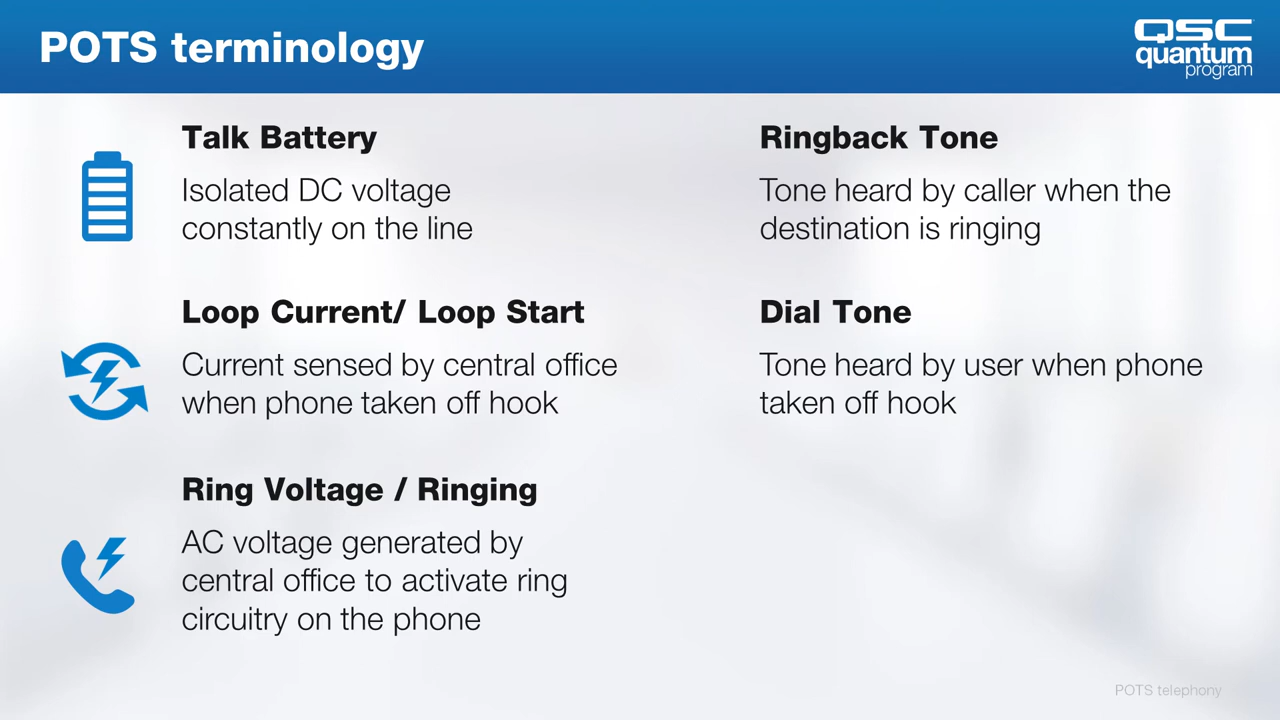 POTS terminology
QSC
quantum
program
Talk Battery
Isolated DC voltage
constantly on the line
Loop Current/ Loop Start
Current sensed by central office
when phone taken off hook
Ring Voltage / Ringing
AC voltage generated by
central office to activate ring
circuitry on the phone
Ringback Tone
Tone heard by caller when the
destination is ringing
Dial Tone
Tone heard by user when phone
taken off hook
POTS telephony